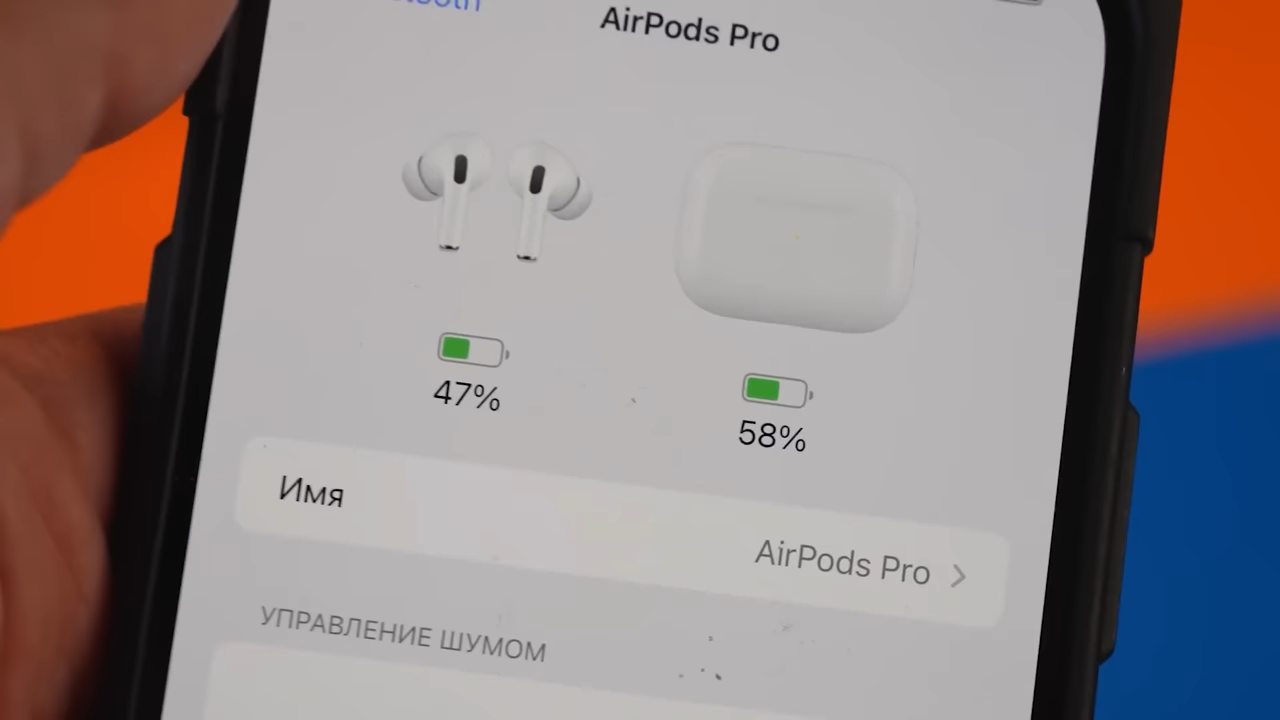 AirPods Pro
47%
58%
Имя
AirPods Pro
УПРАВЛЕНИЕ ШУМОМ